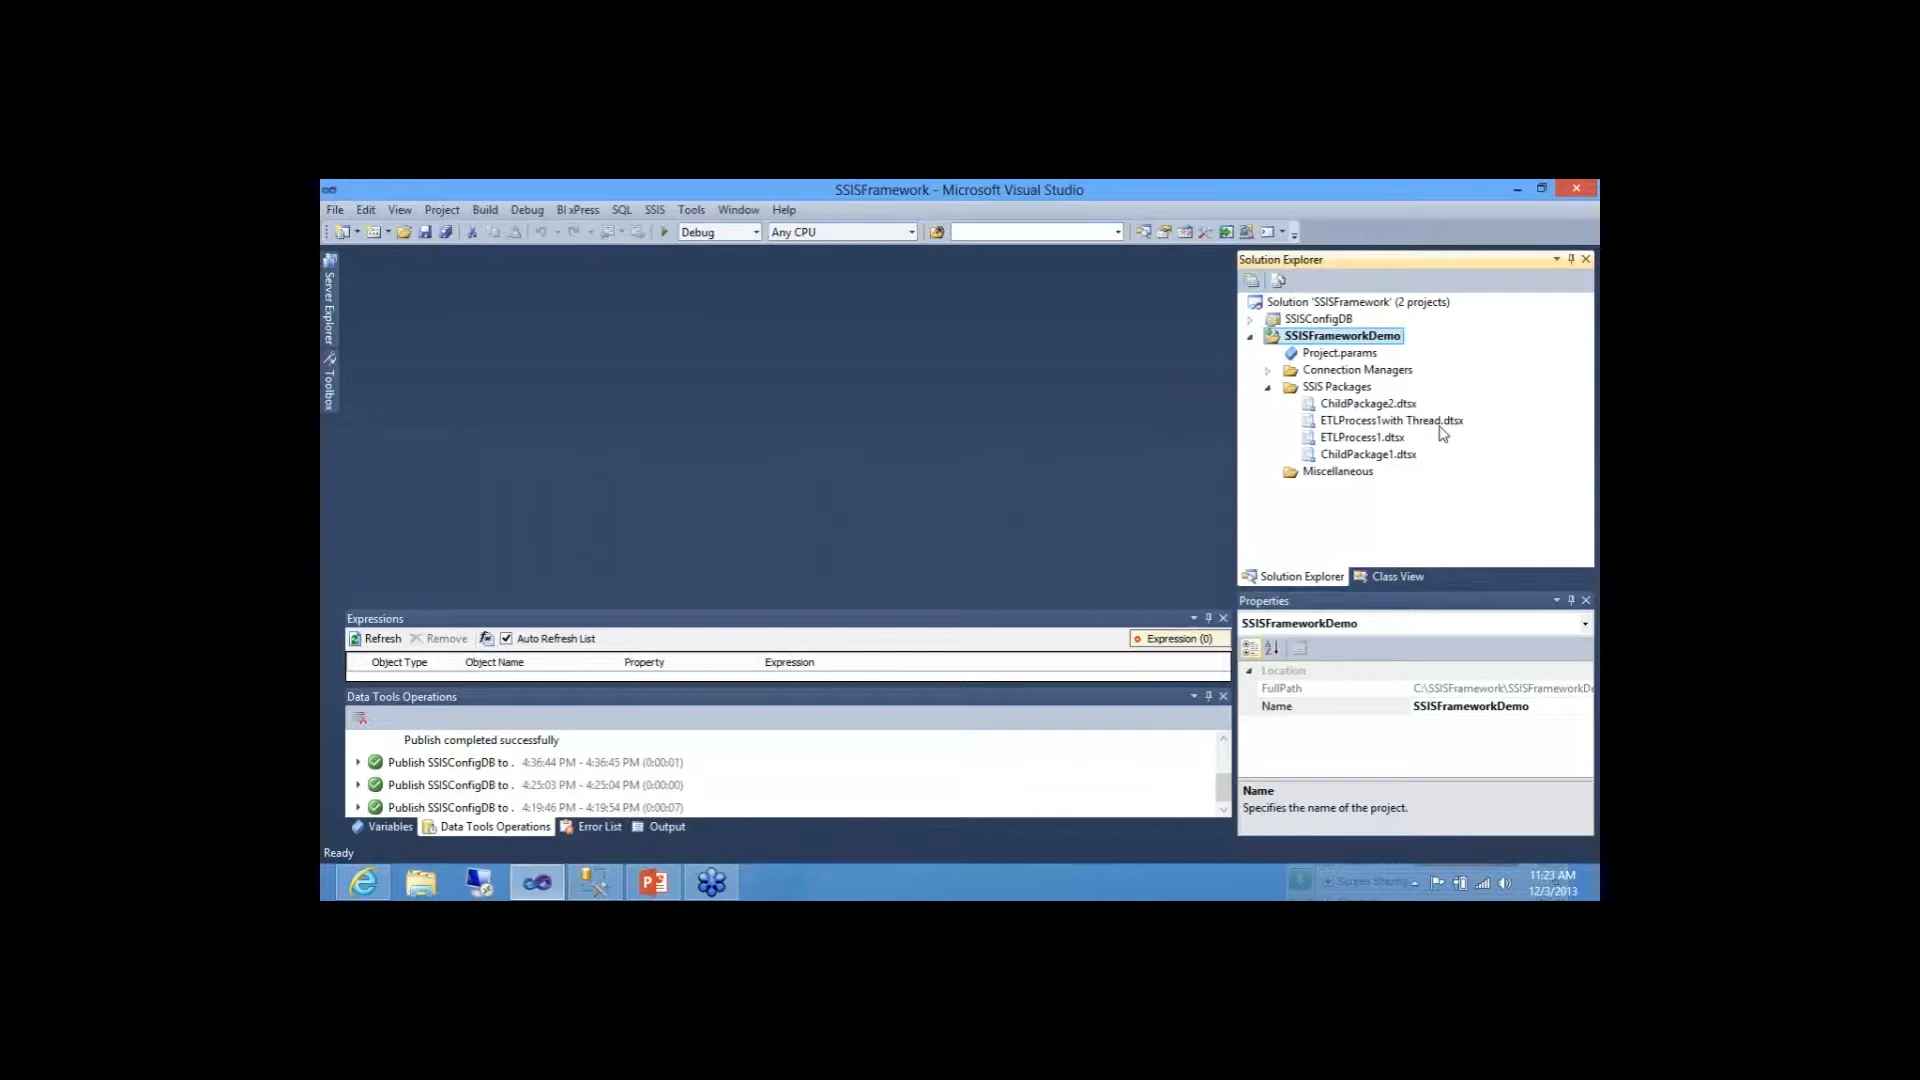 SSISFramework - Microsoft Visual Studio
File Edit View Project Build Debug BI xPress SQL SSIS Tools Window Help
Debug Any CPU
Server Explorer
Toolbox
Solution Explorer
Solution 'SSISFramework' (2 projects)
SSISConfigDB
SSISFrameworkDemo
Project.params
Connection Managers
SSIS Packages
ChildPackage2.dtsx
ETLProcess1with Thread.dtsx
ETLProcess1.dtsx
ChildPackage1.dtsx
Miscellaneous
Solution Explorer Class View
Expressions
Refresh Remove Auto Refresh List Expression (0)
Object Type Object Name Property Expression
Data Tools Operations
Publish completed successfully
Publish SSISConfigDB to . 4:36:44 PM - 4:36:45 PM (0:00:01)
Publish SSISConfigDB to . 4:25:03 PM - 4:25:04 PM (0:00:00)
Publish SSISConfigDB to . 4:19:46 PM - 4:19:54 PM (0:00:07)
Variables Data Tools Operations Error List Output
Properties
SSISFrameworkDemo
Location
FullPath C:\SSISFramework\SSISFrameworkDe
Name SSISFrameworkDemo
Name
Specifies the name of the project.
Ready
Screen Sharing
11:23 AM
12/3/2013